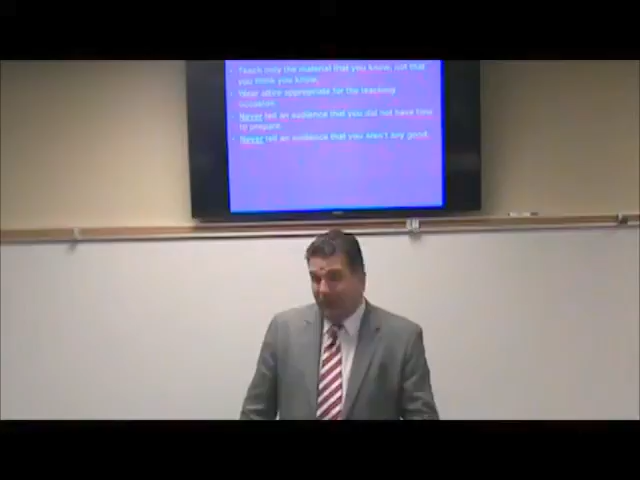 Teach only the material that you know, not that
you think you know.
Wear attire appropriate for the teaching
occasion
Never tell an audience that you did not have time
to prepare
Never tell an audience that you aren't any good.